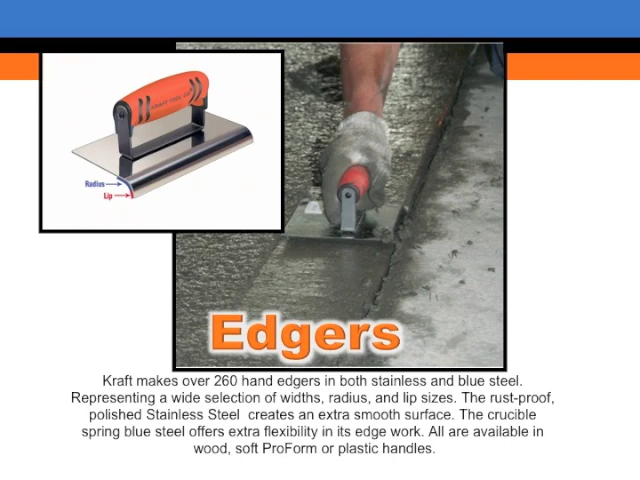 KRAFT TOOL CO.
Radius
Lip
Edgers
Kraft makes over 260 hand edgers in both stainless and blue steel.
Representing a wide selection of widths, radius, and lip sizes. The rust-proof,
polished Stainless Steel  creates an extra smooth surface. The crucible
spring blue steel offers extra flexibility in its edge work. All are available in
wood, soft ProForm or plastic handles.